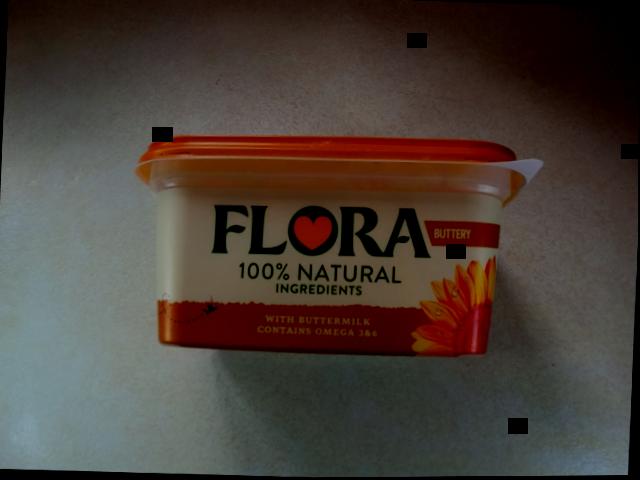 FLORA
BUTTERY
100% NATURAL
INGREDIENTS
WITH BUTTERMILK
CONTAINS OMEGA 3&6